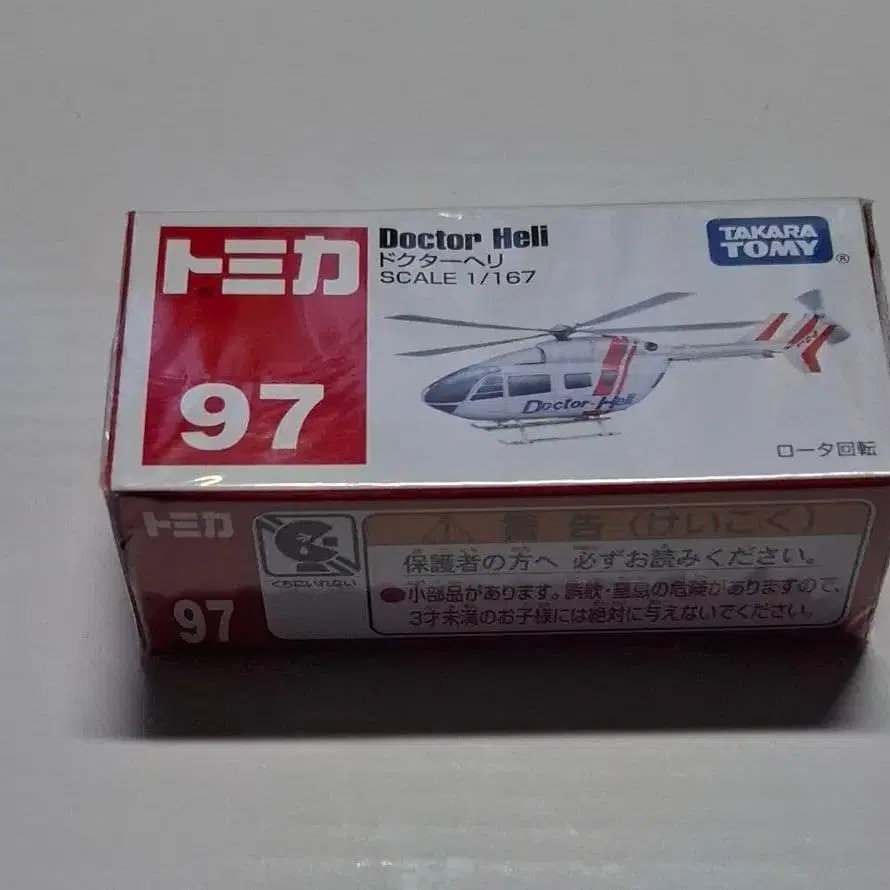 トミカ
97
Doctor Heli
ドクターヘリ
SCALE 1/167
TAKARA
TOMY
®
Doctor-Heli
ロータ回転
トミカ
97
くちにいれない
警告(けいこく)
保護者の方へ 必ずお読みください。
●小部品があります。誤飲・窒息の危険がありますので、
3才未満のお子様には絶対に与えないでください。